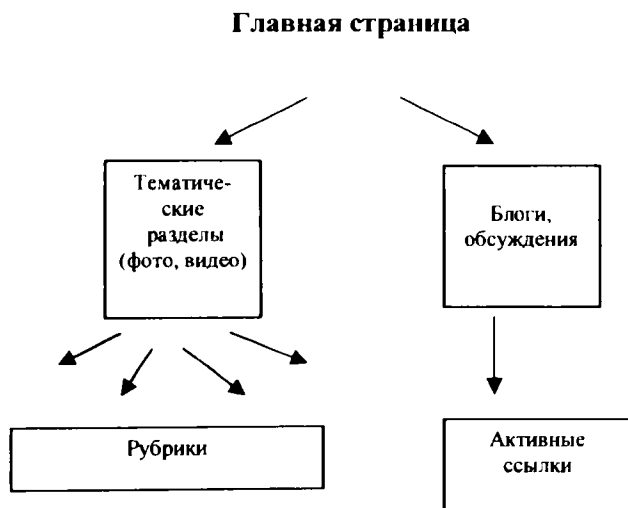 Главная страница
Тематиче-
ские
разделы
(фото, видео)
Блоги,
обсуждения
Рубрики
Активные
ссылки